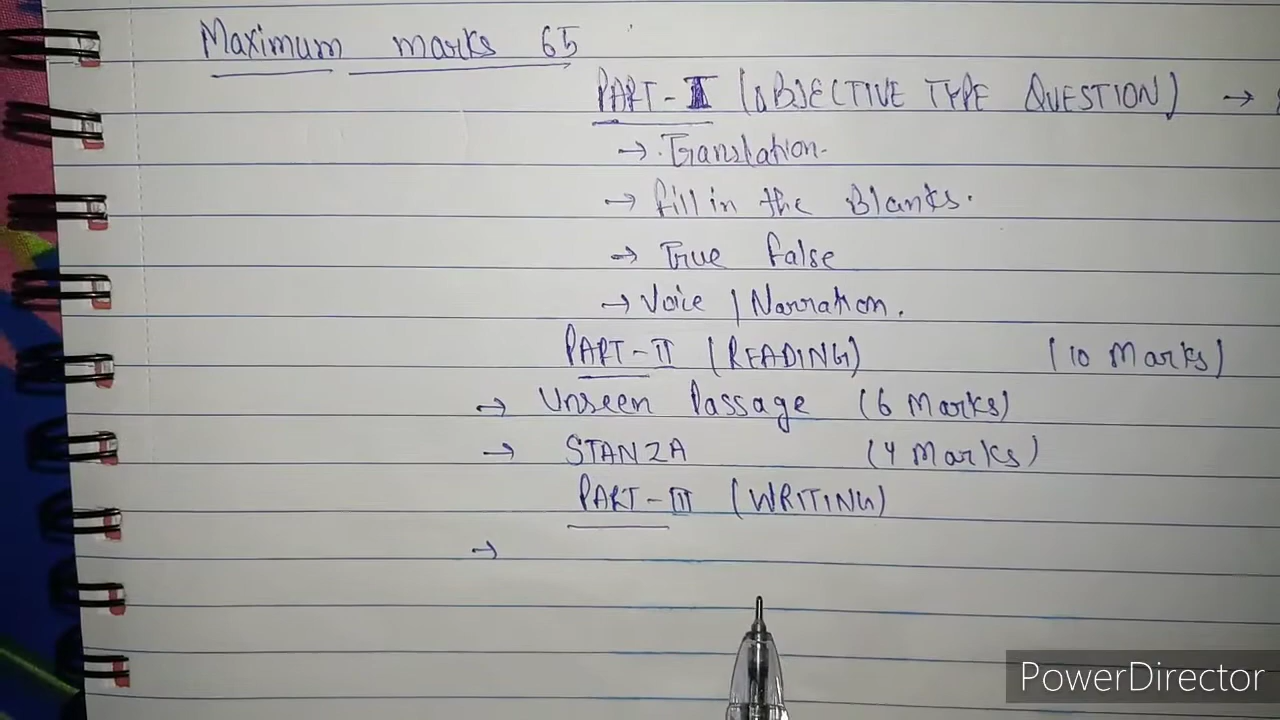 Maximum marks 65
PART-I (OBJECTIVE TYPE QUESTION) →
→ Translation.
→ fill in the Blanks.
→ True false
→ Voice | Narration.
PART-II (READING) (10 Marks)
→ Unseen Passage (6 Marks)
→ STANZA (4 Marks)
PART-III (WRITING)
→
PowerDirector